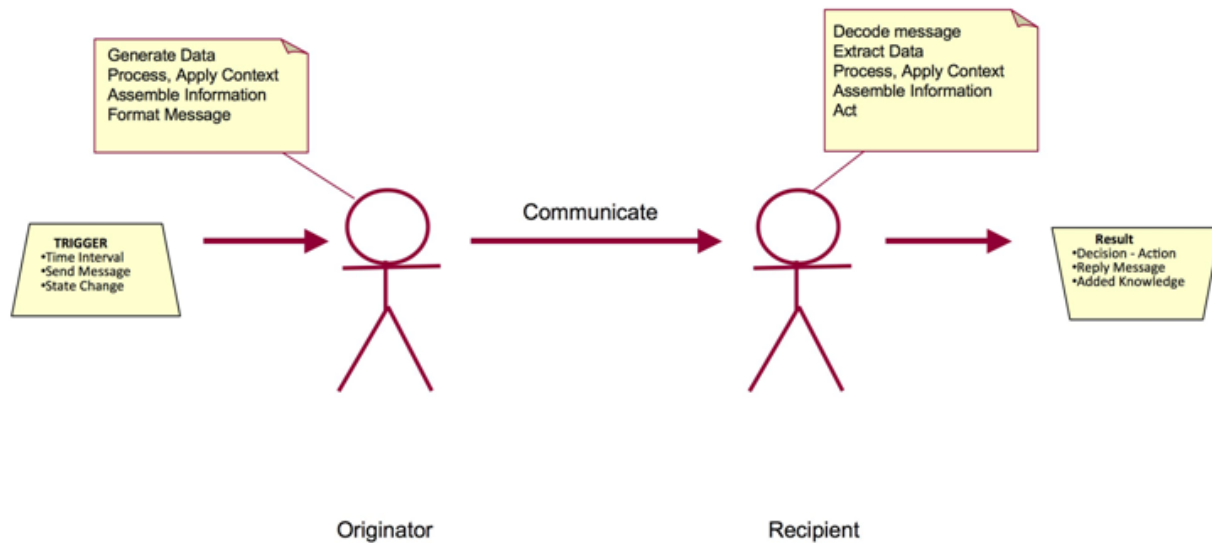 Generate Data
Process, Apply Context
Assemble Information
Format Message
Decode message
Extract Data
Process, Apply Context
Assemble Information
Act
Communicate
TRIGGER
•Time Interval
•Send Message
•State Change
Result
•Decision - Action
•Reply Message
•Added Knowledge
Originator
Recipient